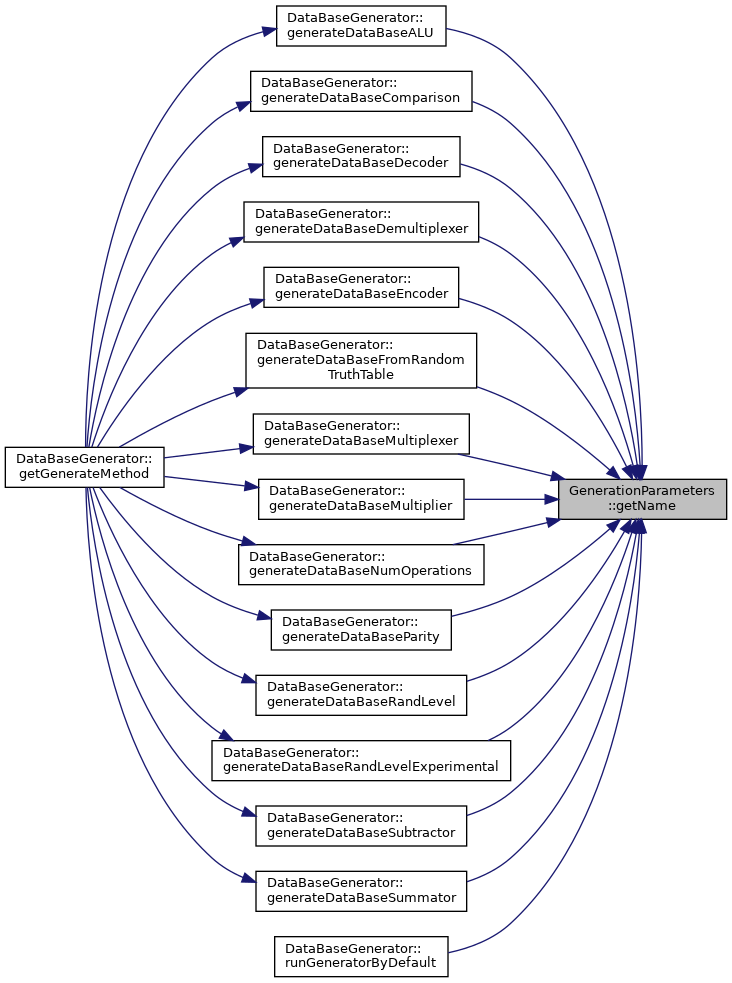 DataBaseGenerator::
generateDataBaseALU
DataBaseGenerator::
generateDataBaseComparison
DataBaseGenerator::
generateDataBaseDecoder
DataBaseGenerator::
generateDataBaseDemultiplexer
DataBaseGenerator::
generateDataBaseEncoder
DataBaseGenerator::
generateDataBaseFromRandom
TruthTable
DataBaseGenerator::
getGenerateMethod
DataBaseGenerator::
generateDataBaseMultiplexer
DataBaseGenerator::
generateDataBaseMultiplier
GenerationParameters
::getName
DataBaseGenerator::
generateDataBaseNumOperations
DataBaseGenerator::
generateDataBaseParity
DataBaseGenerator::
generateDataBaseRandLevel
DataBaseGenerator::
generateDataBaseRandLevelExperimental
DataBaseGenerator::
generateDataBaseSubtractor
DataBaseGenerator::
generateDataBaseSummator
DataBaseGenerator::
runGeneratorByDefault